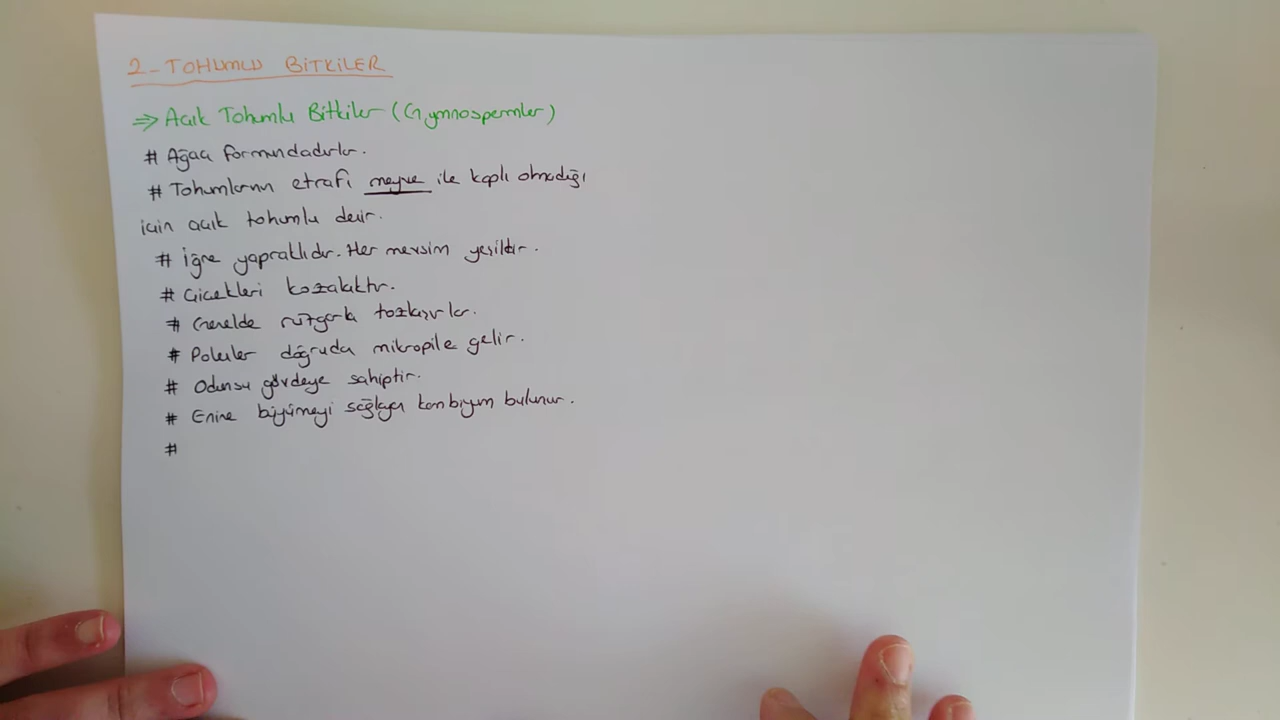 2-TOHUMLU BİTKİLER
⇒ Açık Tohumlu Bitkiler (Gymnospermler)
# Ağaç formundadırlar.
# Tohumlarının etrafı meyve ile kaplı olmadığı
için açık tohumlu denir.
# İğne yapraklıdır. Her mevsim yeşildir.
# Çiçekleri kozalaktır.
# Genelde rüzgarla tozlaşırlar.
# Polenler doğruda mikropile gelir.
# Odunsu gövdeye sahiptir.
# Enine büyümeyi sağlayan kambiyum bulunur.
#